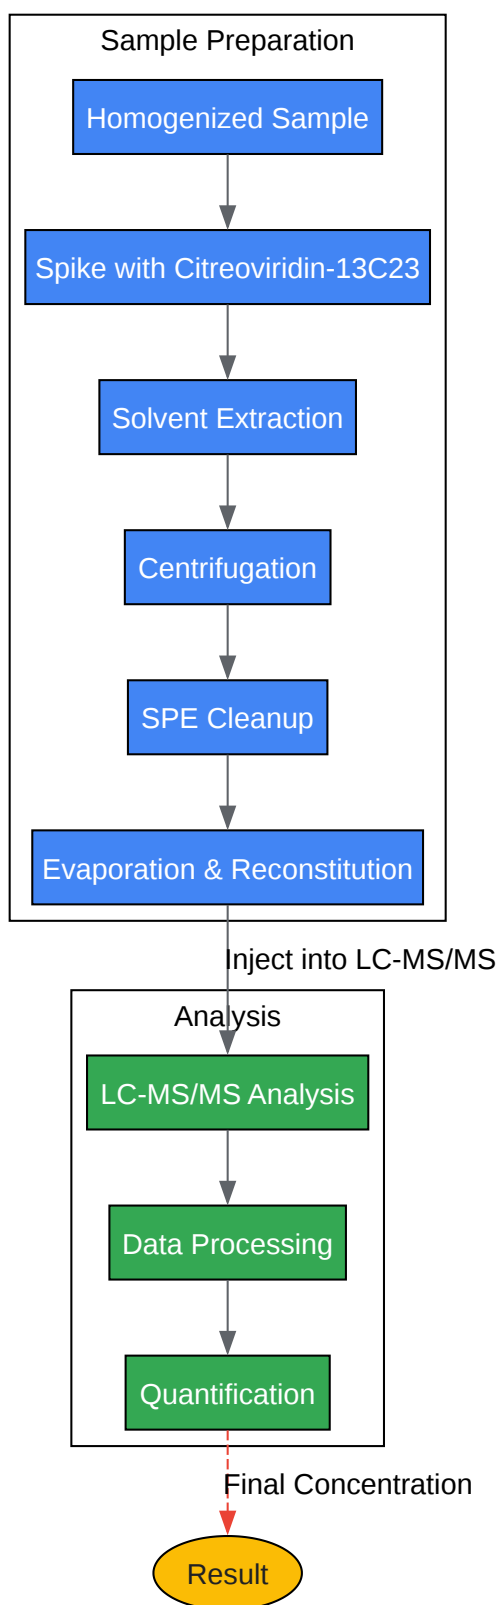 Sample Preparation
Homogenized Sample
Spike with Citreoviridin-13C23
Solvent Extraction
Centrifugation
SPE Cleanup
Evaporation & Reconstitution
Inject into LC-MS/MS
Analysis
LC-MS/MS Analysis
Data Processing
Quantification
Final Concentration
Result